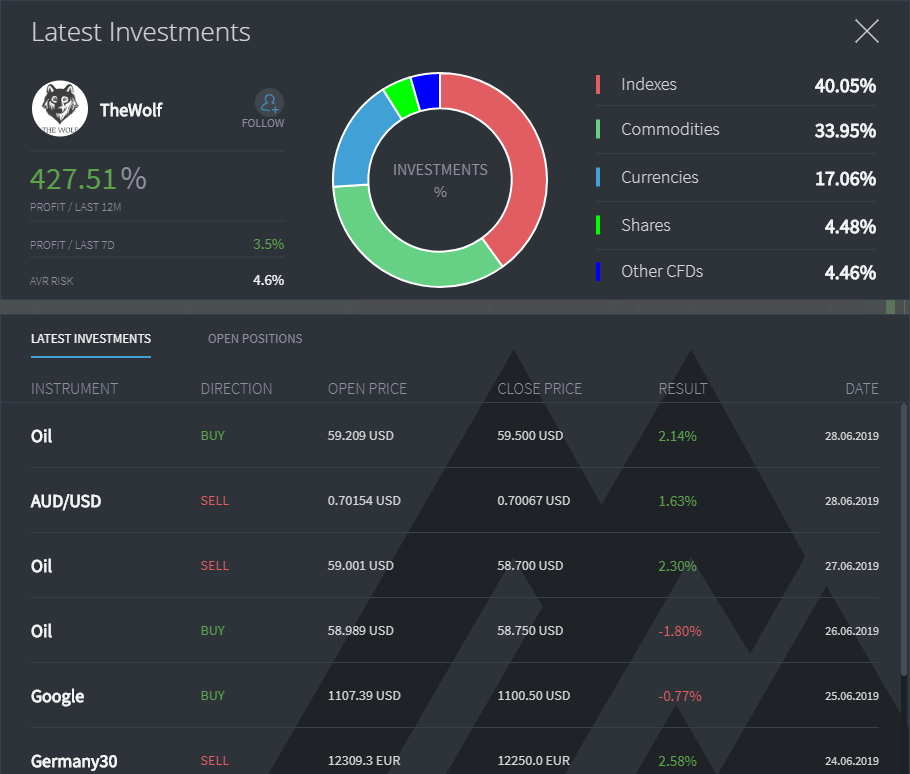 Latest Investments
THE WOLF
TheWolf
FOLLOW
427.51%
PROFIT / LAST 12M
PROFIT / LAST 7D 3.5%
AVR RISK 4.6%
INVESTMENTS
%
Indexes 40.05%
Commodities 33.95%
Currencies 17.06%
Shares 4.48%
Other CFDs 4.46%
LATEST INVESTMENTS OPEN POSITIONS
INSTRUMENT DIRECTION OPEN PRICE CLOSE PRICE RESULT DATE
Oil BUY 59.209 USD 59.500 USD 2.14% 28.06.2019
AUD/USD SELL 0.70154 USD 0.70067 USD 1.63% 28.06.2019
Oil SELL 59.001 USD 58.700 USD 2.30% 27.06.2019
Oil BUY 58.989 USD 58.750 USD -1.80% 26.06.2019
Google BUY 1107.39 USD 1100.50 USD -0.77% 25.06.2019
Germany30 SELL 12309.3 EUR 12250.0 EUR 2.58% 24.06.2019